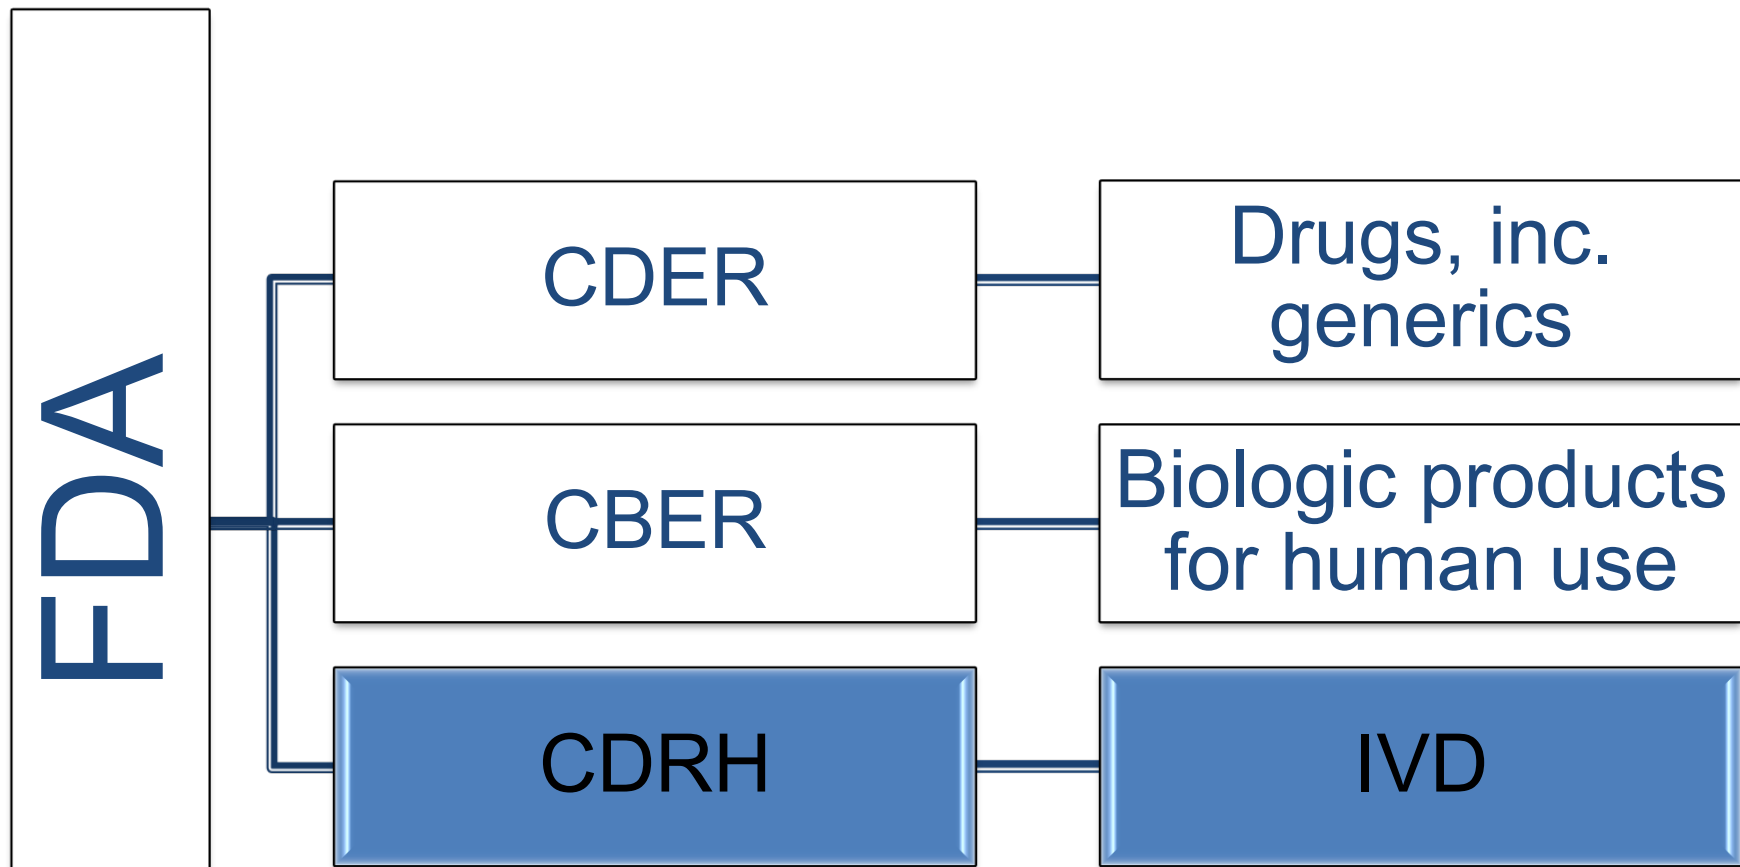 FDA
CDER
Drugs, inc.
generics
CBER
Biologic products
for human use
CDRH
IVD